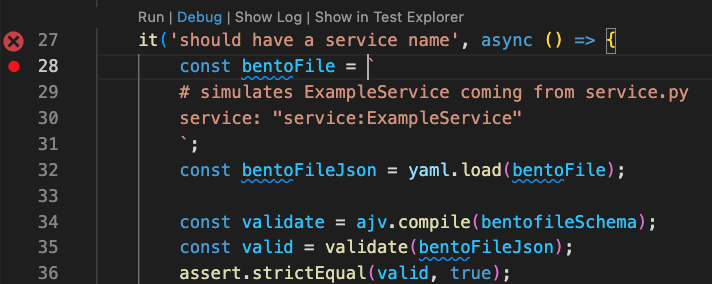 Run | Debug | Show Log | Show in Test Explorer
27 it('should have a service name', async () => {
28 const bentoFile = `
29 # simulates ExampleService coming from service.py
30 service: "service:ExampleService"
31 `;
32 const bentoFileJson = yaml.load(bentoFile);
33
34 const validate = ajv.compile(bentofileSchema);
35 const valid = validate(bentoFileJson);
36 assert.strictEqual(valid, true);